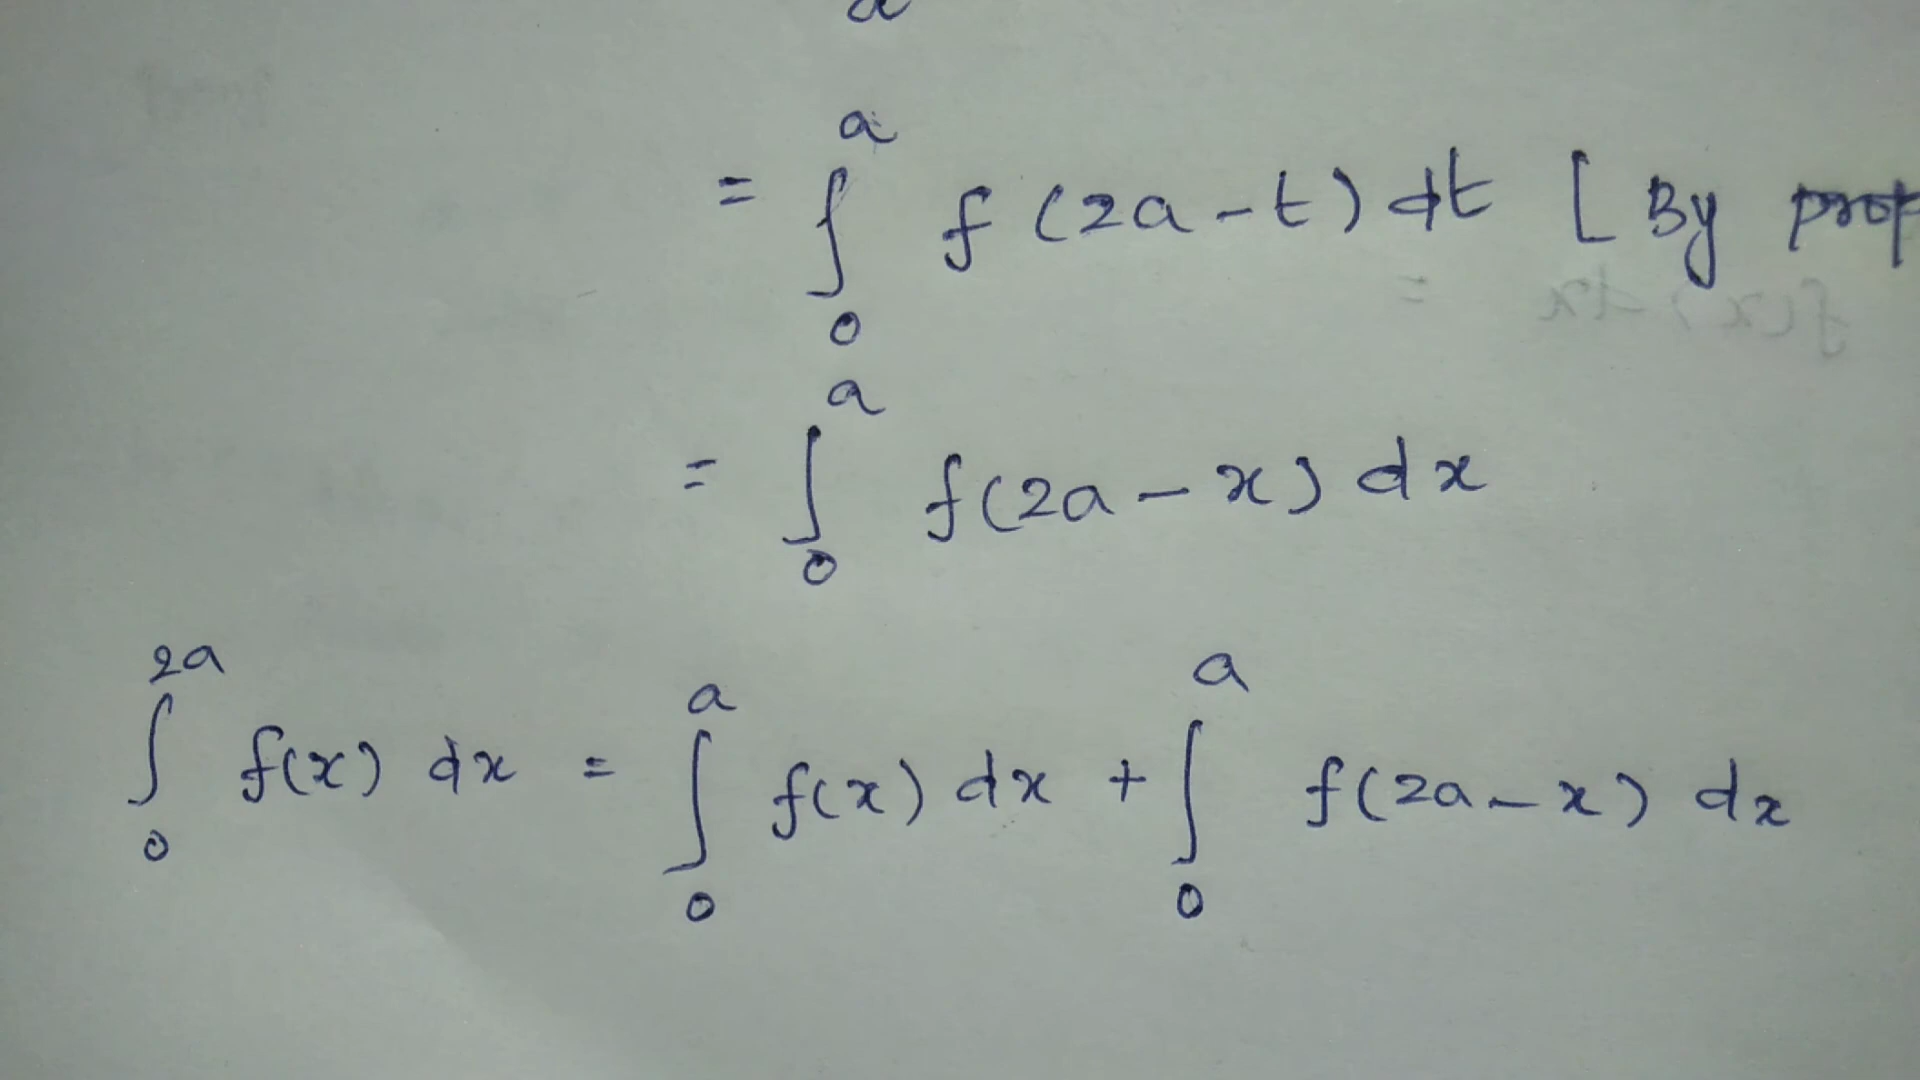 a
= ∫₀ᵃ f(2a-t) dt [ By prop
= ∫₀ᵃ f(2a-x) dx
∫₀²ᵃ f(x) dx = ∫₀ᵃ f(x) dx + ∫₀ᵃ f(2a-x) dx